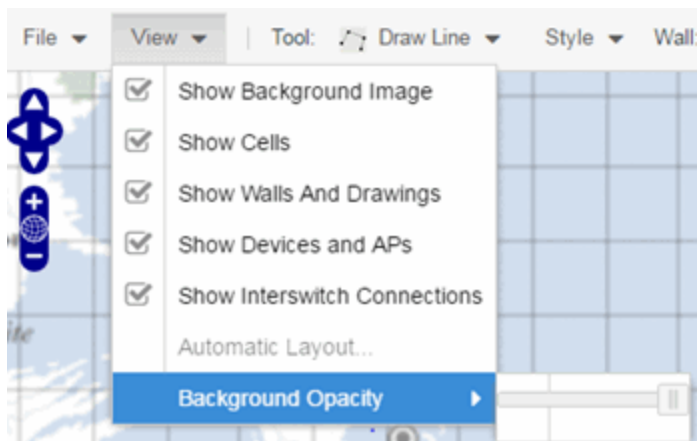 File View Tool: Draw Line Style Wall:
Show Background Image
Show Cells
Show Walls And Drawings
Show Devices and APs
Show Interswitch Connections
Automatic Layout...
Background Opacity